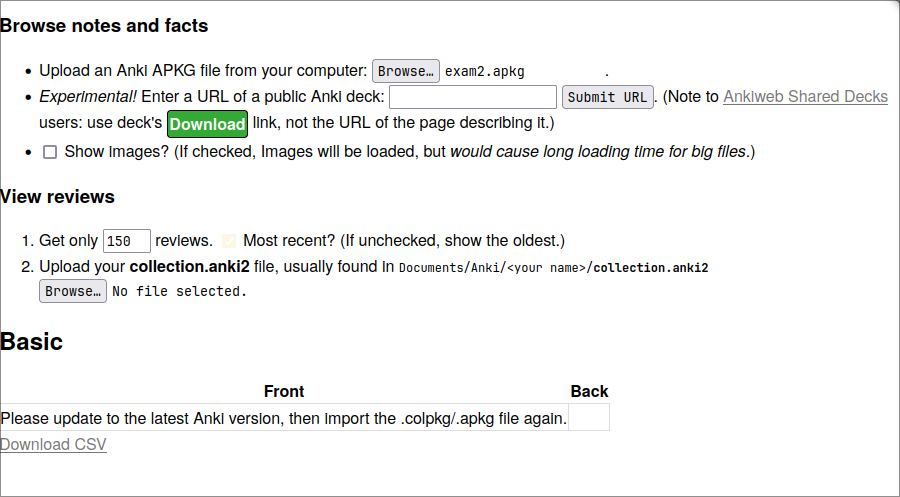 Browse notes and facts
• Upload an Anki APKG file from your computer: Browse… exam2.apkg .
• Experimental! Enter a URL of a public Anki deck: Submit URL. (Note to Ankiweb Shared Decks
users: use deck's Download link, not the URL of the page describing it.)
• Show images? (If checked, Images will be loaded, but would cause long loading time for big files.)
View reviews
1. Get only 150 reviews. Most recent? (If unchecked, show the oldest.)
2. Upload your collection.anki2 file, usually found in Documents/Anki/<your name>/collection.anki2
Browse… No file selected.
Basic
Front Back
Please update to the latest Anki version, then import the .colpkg/.apkg file again.
Download CSV